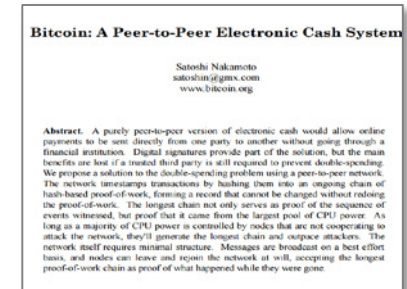 Bitcoin: A Peer-to-Peer Electronic Cash System
Satoshi Nakamoto
satoshin@gmx.com
www.bitcoin.org
Abstract. A purely peer-to-peer version of electronic cash would allow online
payments to be sent directly from one party to another without going through a
financial institution. Digital signatures provide part of the solution, but the main
benefits are lost if a trusted third party is still required to prevent double-spending.
We propose a solution to the double-spending problem using a peer-to-peer network.
The network timestamps transactions by hashing them into an ongoing chain of
hash-based proof-of-work, forming a record that cannot be changed without redoing
the proof-of-work. The longest chain not only serves as proof of the sequence of
events witnessed, but proof that it came from the largest pool of CPU power. As
long as a majority of CPU power is controlled by nodes that are not cooperating to
attack the network, they'll generate the longest chain and outpace attackers. The
network itself requires minimal structure. Messages are broadcast on a best effort
basis, and nodes can leave and rejoin the network at will, accepting the longest
proof-of-work chain as proof of what happened while they were gone.